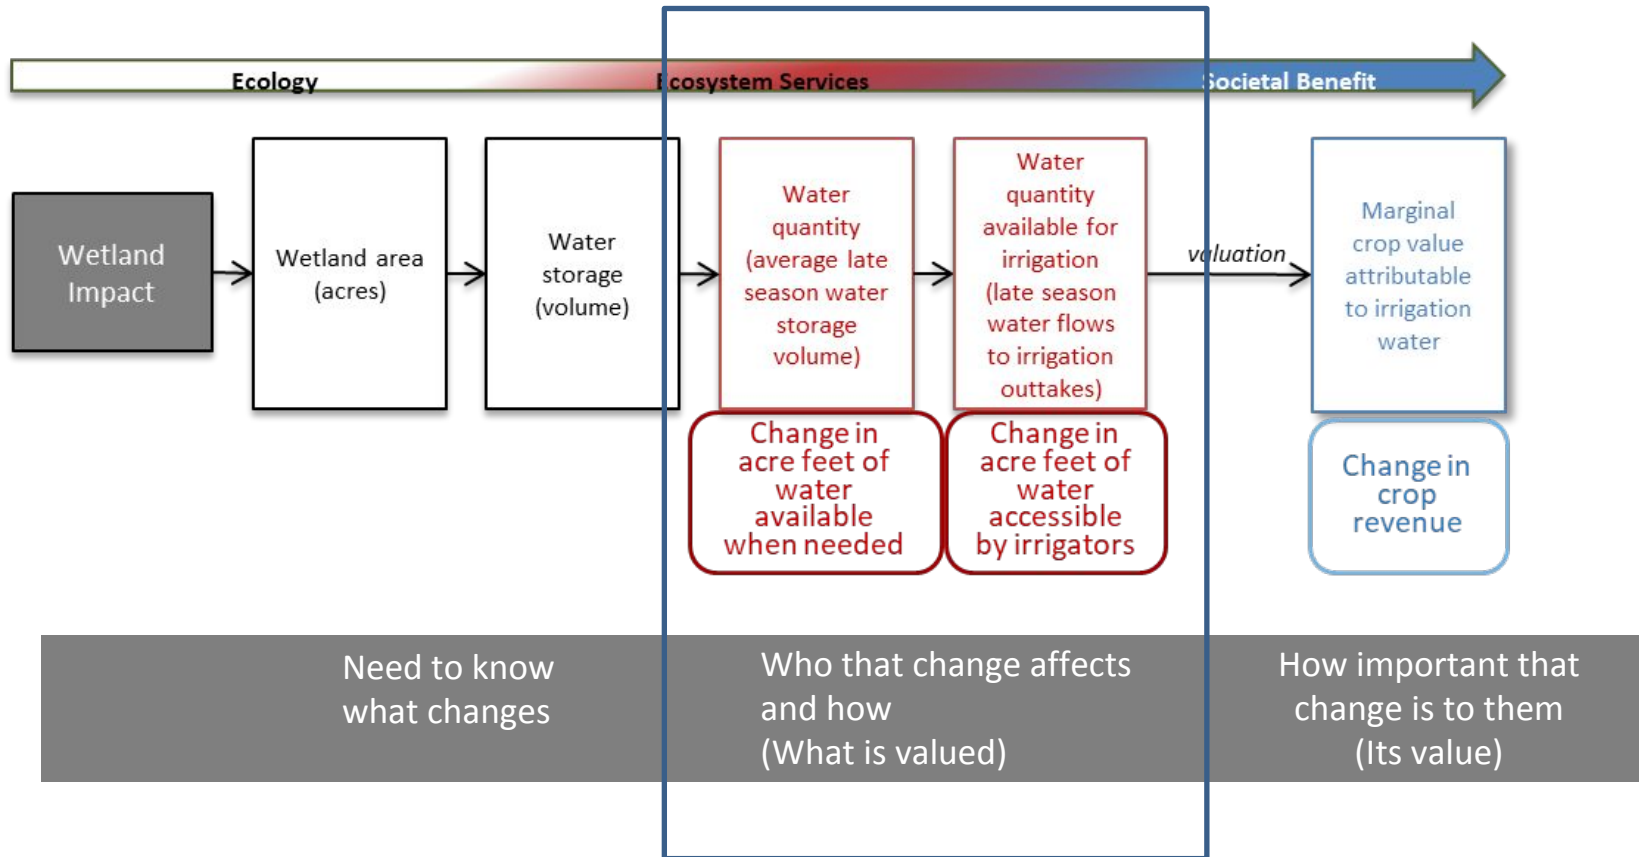 Ecology
Ecosystem Services
Societal Benefit
Wetland
Impact
Wetland area
(acres)
Water
storage
(volume)
Water
quantity
(average late
season water
storage
volume)
Water
quantity
available for
irrigation
(late season
water flows
to irrigation
outtakes)
valuation
Marginal
crop value
attributable
to irrigation
water
Change in
acre feet of
water
available
when needed
Change in
acre feet of
water
accessible
by irrigators
Change in
crop
revenue
Need to know
what changes
Who that change affects
and how
(What is valued)
How important that
change is to them
(Its value)